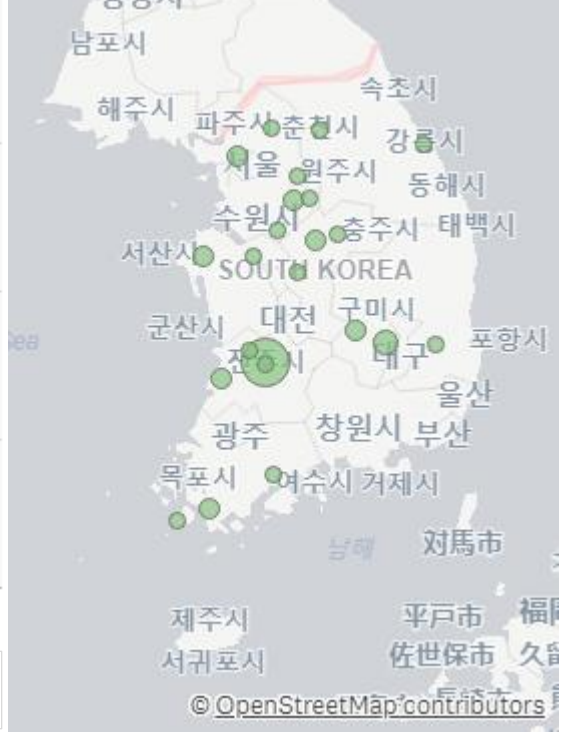 남포시
속초시
해주시
파주시
춘천시
강릉시
서울
원주시
동해시
수원시
충주시
태백시
서산시
SOUTH KOREA
구미시
대전
군산시
포항시
전주시
대구
울산
광주
창원시
부산
목포시
여수시
거제시
남해
対馬市
제주시
平戸市
서귀포시
佐世保市
© OpenStreetMap contributors